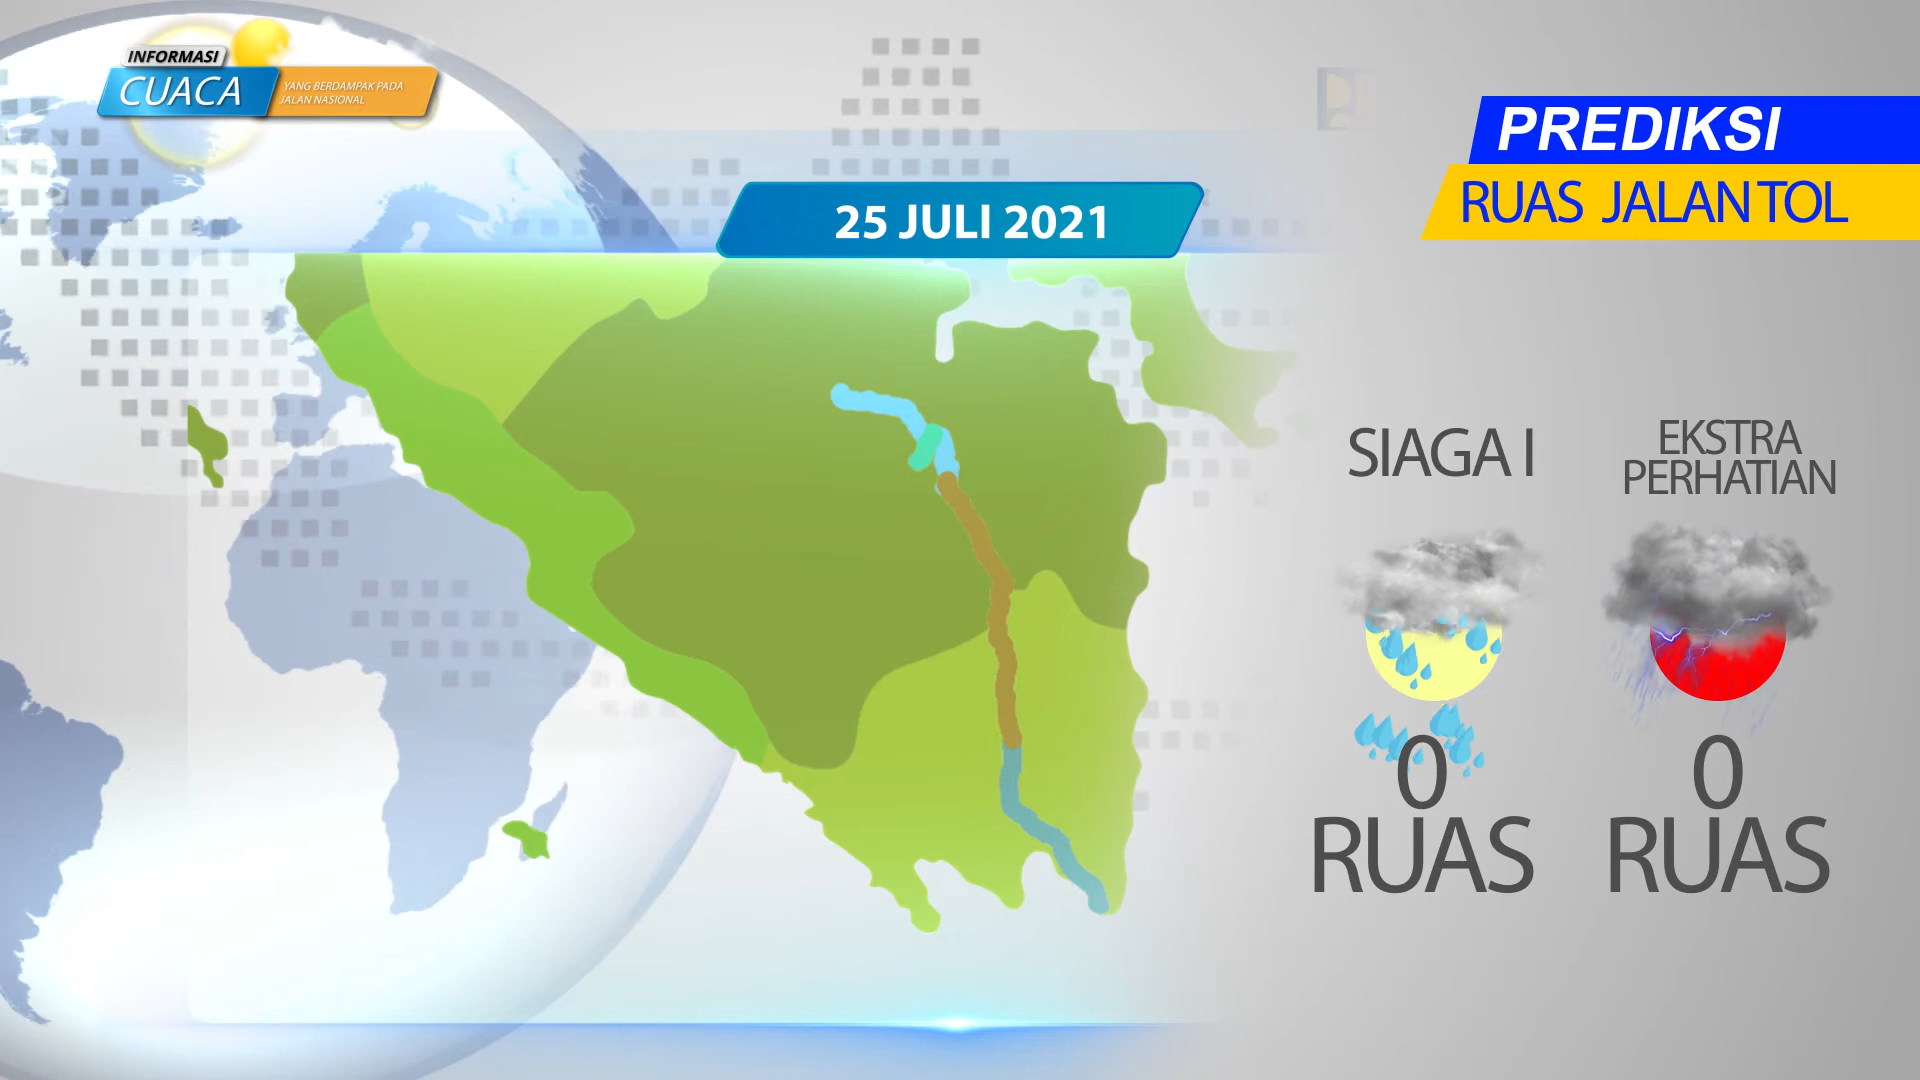 INFORMASI
CUACA
YANG BERDAMPAK PADA
JALAN NASIONAL
PREDIKSI
RUAS JALAN TOL
25 JULI 2021
SIAGA I
EKSTRA
PERHATIAN
0
RUAS
0
RUAS